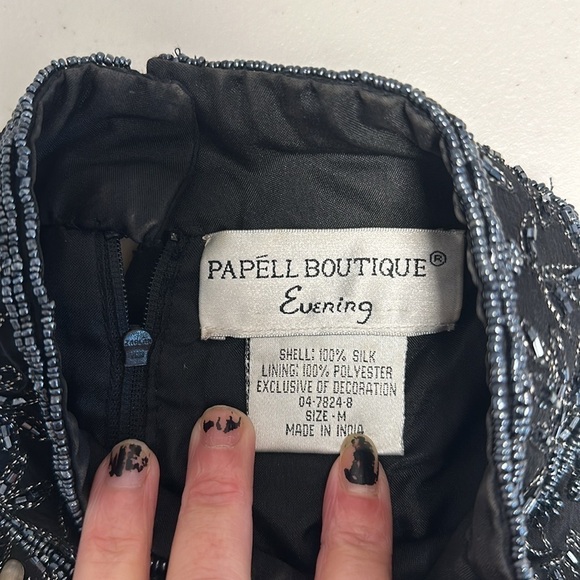 PAPÉLL BOUTIQUE®
Evening
SHELL: 100% SILK
LINING: 100% POLYESTER
EXCLUSIVE OF DECORATION
04-7824-8
SIZE - M
MADE IN INDIA